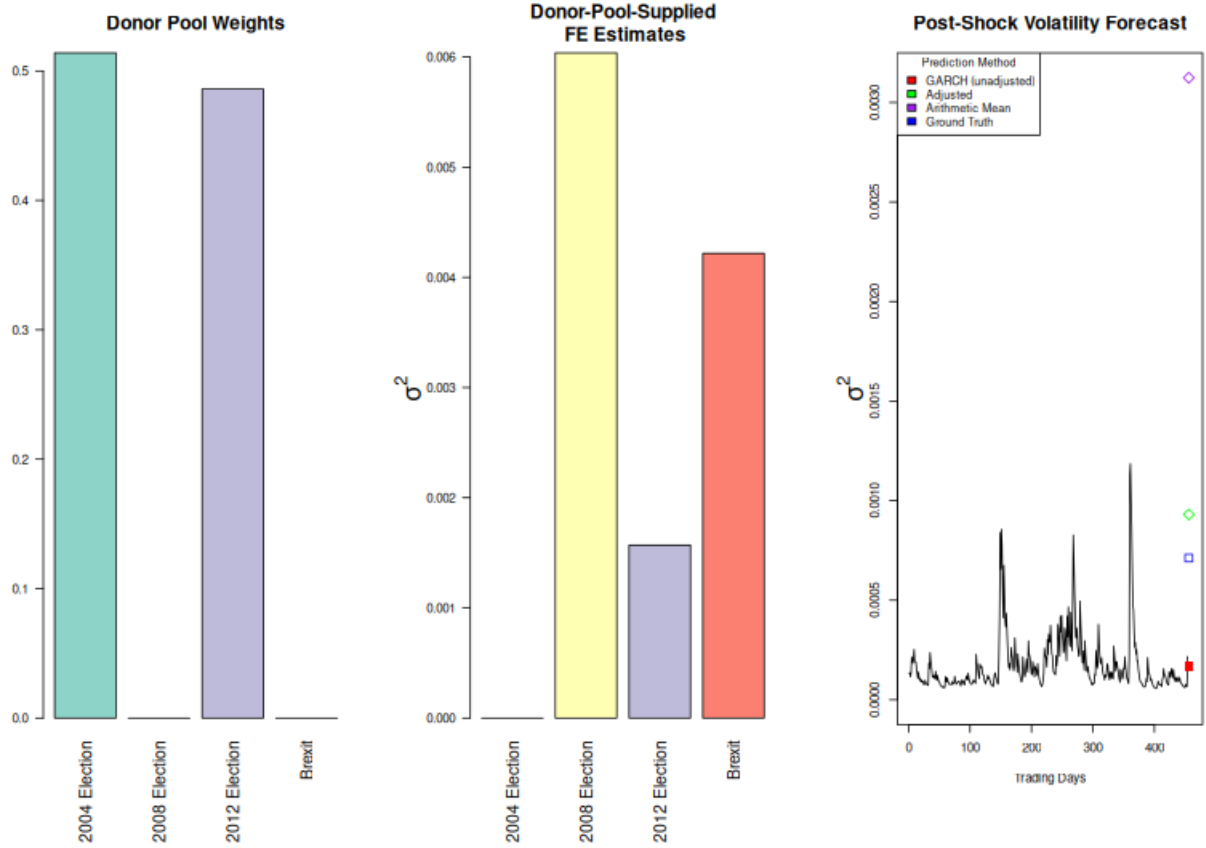 Donor Pool Weights
0.5
0.4
0.3
0.2
0.1
0.0
2004 Election
2008 Election
2012 Election
Brexit
Donor-Pool-Supplied
FE Estimates
σ²
0.006
0.005
0.004
0.003
0.002
0.001
0.000
2004 Election
2008 Election
2012 Election
Brexit
Post-Shock Volatility Forecast
Prediction Method
GARCH (unadjusted)
Adjusted
Arithmetic Mean
Ground Truth
σ²
0.0030
0.0025
0.0020
0.0015
0.0010
0.0005
0.0000
0
100
200
300
400
Trading Days